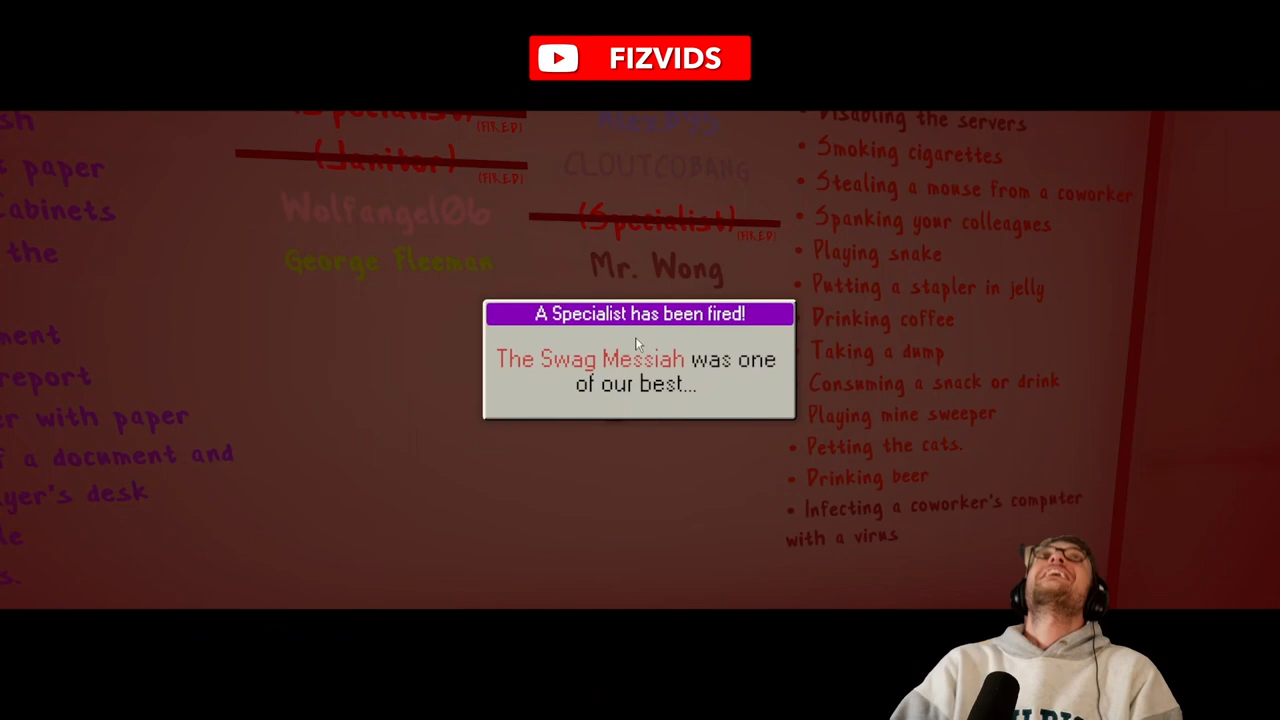 FIZVIDS
sh
t paper
Cabinets
the
ment
report
er with paper
f a document and
yer's desk
s.
(Specialist)
(FIRED)
(Janitor)
(FIRED)
Wolfangel06
George Fleeman
CLOUTCOBANG
(Specialist)
(FIRED)
Mr. Wong
A Specialist has been fired!
The Swag Messiah was one
of our best...
Disabling the servers
• Smoking cigarettes
• Stealing a mouse from a coworker
• Spanking your colleagues
• Playing snake
• Putting a stapler in jelly
Drinking coffee
Taking a dump
Consuming a snack or drink
Playing mine sweeper
• Petting the cats.
• Drinking beer
• Infecting a coworker's computer
with a virus